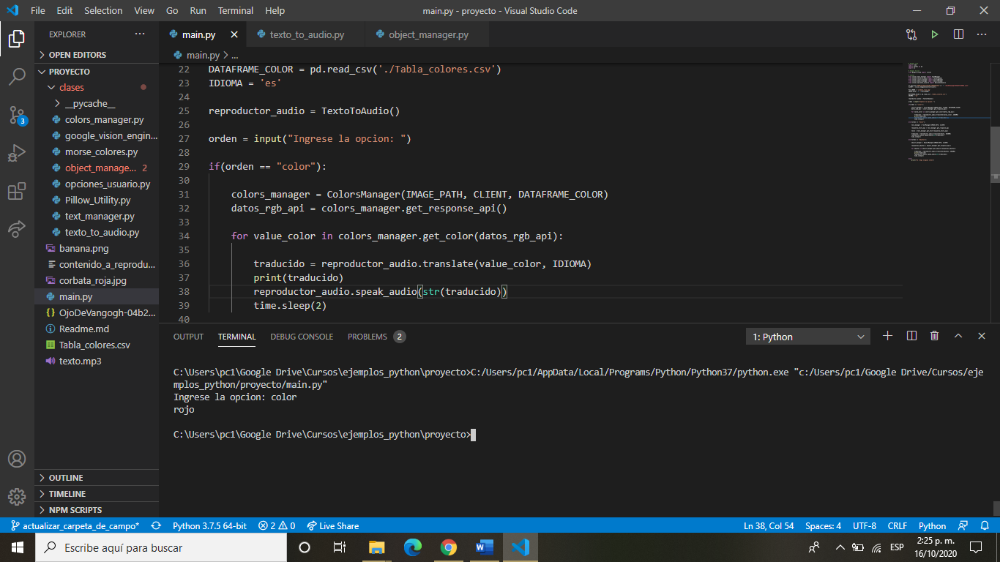 File Edit Selection View Go Run Terminal Help
main.py - proyecto - Visual Studio Code
EXPLORER
OPEN EDITORS
PROYECTO
clases
__pycache__
colors_manager.py
google_vision_engin...
morse_colores.py
object_manage... 2
opciones_usuario.py
Pillow_Utility.py
text_manager.py
texto_to_audio.py
banana.png
contenido_a_reprodu...
corbata_roja.jpg
main.py
OjoDeVangogh-04b2...
Readme.md
Tabla_colores.csv
texto.mp3
OUTLINE
TIMELINE
NPM SCRIPTS
3
main.py texto_to_audio.py object_manager.py
main.py > ...
22 DATAFRAME_COLOR = pd.read_csv('./Tabla_colores.csv')
23 IDIOMA = 'es'
24
25 reproductor_audio = TextoToAudio()
26
27 orden = input("Ingrese la opcion: ")
28
29 if(orden == "color"):
30
31 colors_manager = ColorsManager(IMAGE_PATH, CLIENT, DATAFRAME_COLOR)
32 datos_rgb_api = colors_manager.get_response_api()
33
34 for value_color in colors_manager.get_color(datos_rgb_api):
35
36 traducido = reproductor_audio.translate(value_color, IDIOMA)
37 print(traducido)
38 reproductor_audio.speak_audio(str(traducido))
39 time.sleep(2)
40
OUTPUT TERMINAL DEBUG CONSOLE PROBLEMS 2
1: Python
C:\Users\pc1\Google Drive\Cursos\ejemplos_python\proyecto>C:/Users/pc1/AppData/Local/Programs/Python/Python37/python.exe "c:/Users/pc1/Google Drive/Cursos/eje
mplos_python/proyecto/main.py"
Ingrese la opcion: color
rojo
C:\Users\pc1\Google Drive\Cursos\ejemplos_python\proyecto>
actualizar_carpeta_de_campo* Python 3.7.5 64-bit 2 0 Live Share
Ln 38, Col 54 Spaces: 4 UTF-8 CRLF Python
Escribe aquí para buscar
ESP
2:25 p. m.
16/10/2020